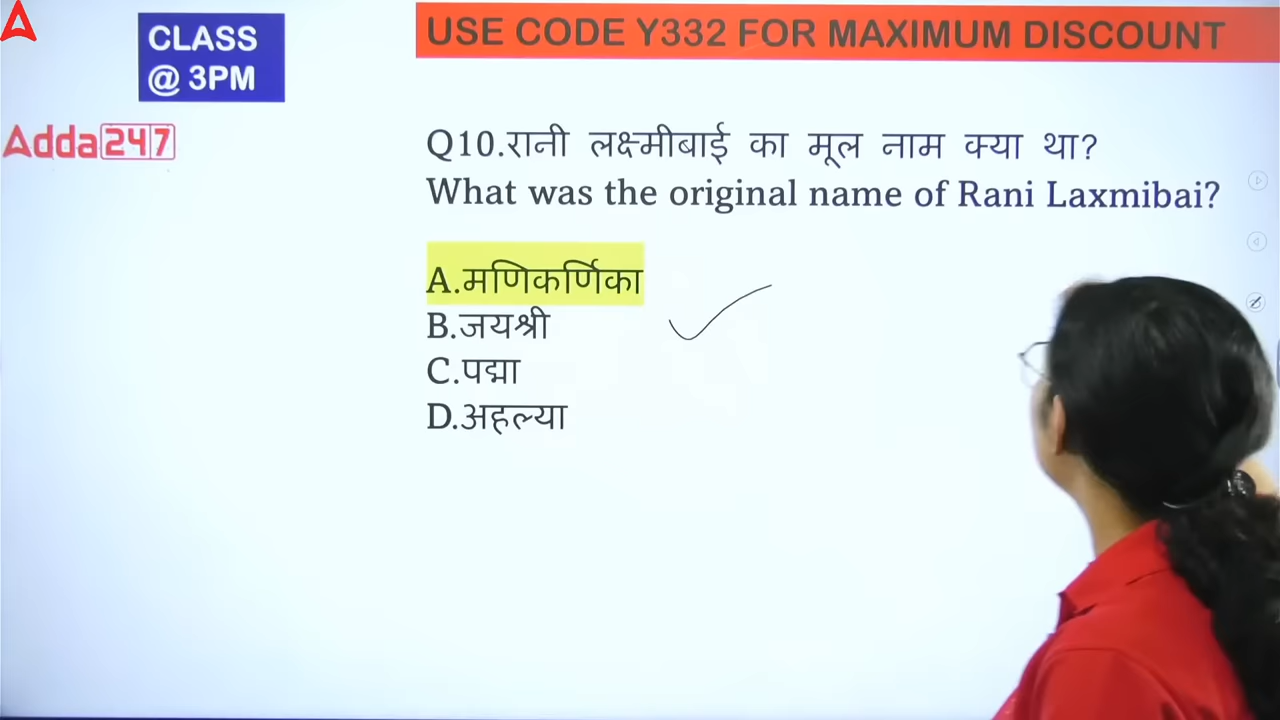 CLASS
@ 3PM
USE CODE Y332 FOR MAXIMUM DISCOUNT
Adda247
Q10.रानी लक्ष्मीबाई का मूल नाम क्या था?
What was the original name of Rani Laxmibai?
A.मणिकर्णिका
B.जयश्री
C.पद्मा
D.अहल्या